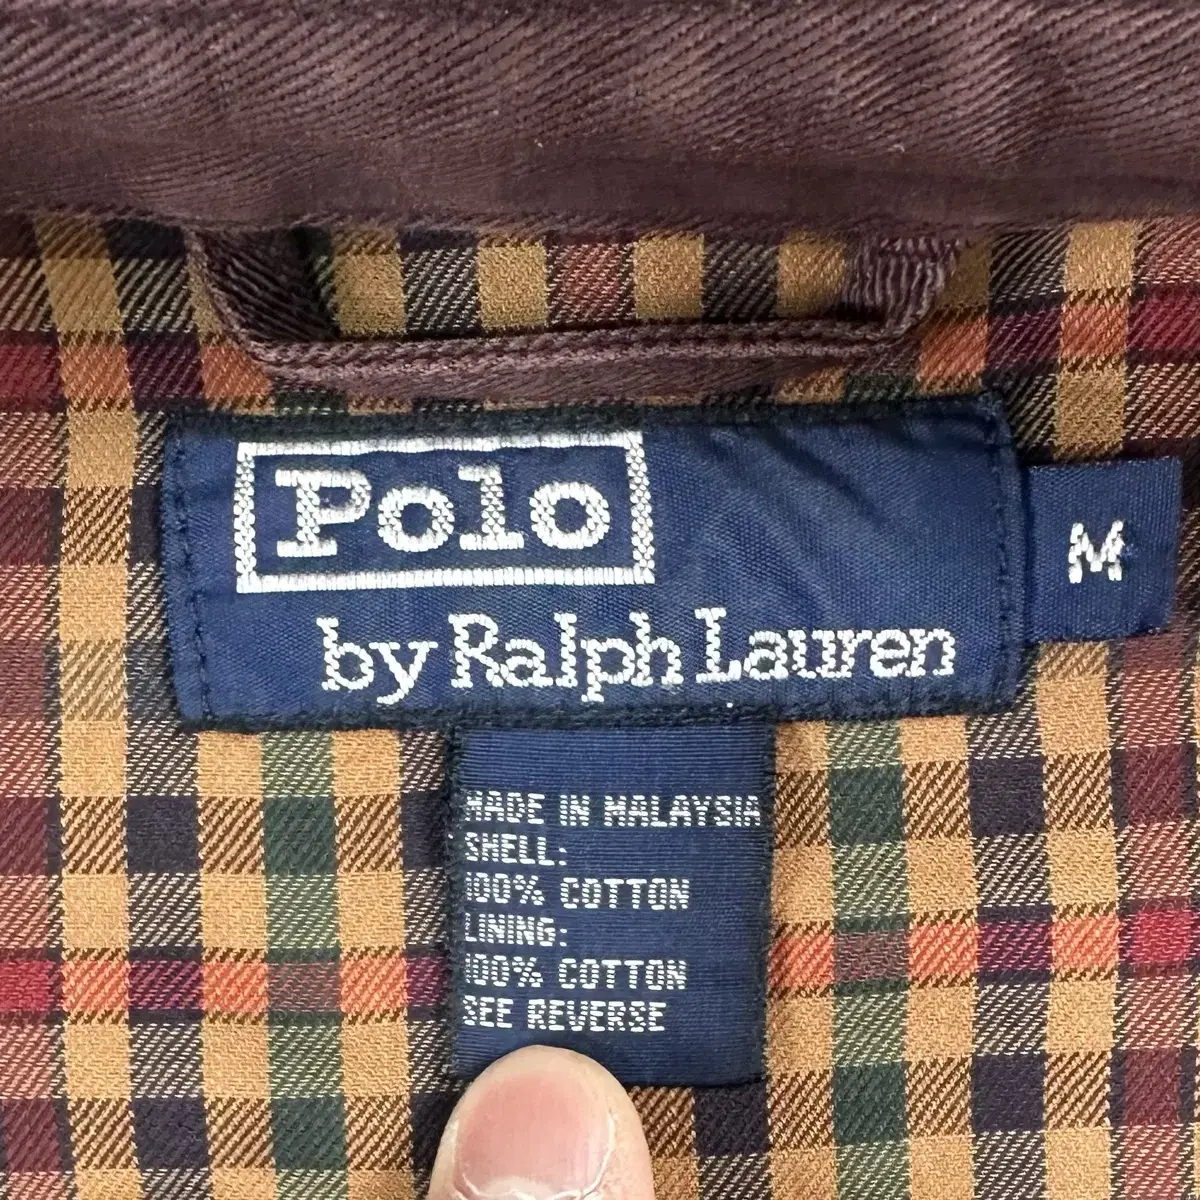 Polo
by Ralph Lauren
M
MADE IN MALAYSIA
SHELL:
100% COTTON
LINING:
100% COTTON
SEE REVERSE